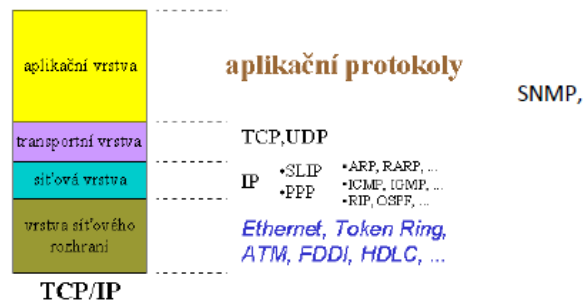 aplikační vrstva
aplikační protokoly
SNMP,
transportní vrstva
TCP,UDP
síťová vrstva
IP
•SLIP
•PPP
•ARP, RARP, ...
•ICMP, IGMP, ...
•RIP, OSPF, ...
vrstva síťového
rozhraní
Ethernet, Token Ring,
ATM, FDDI, HDLC, ...
TCP/IP